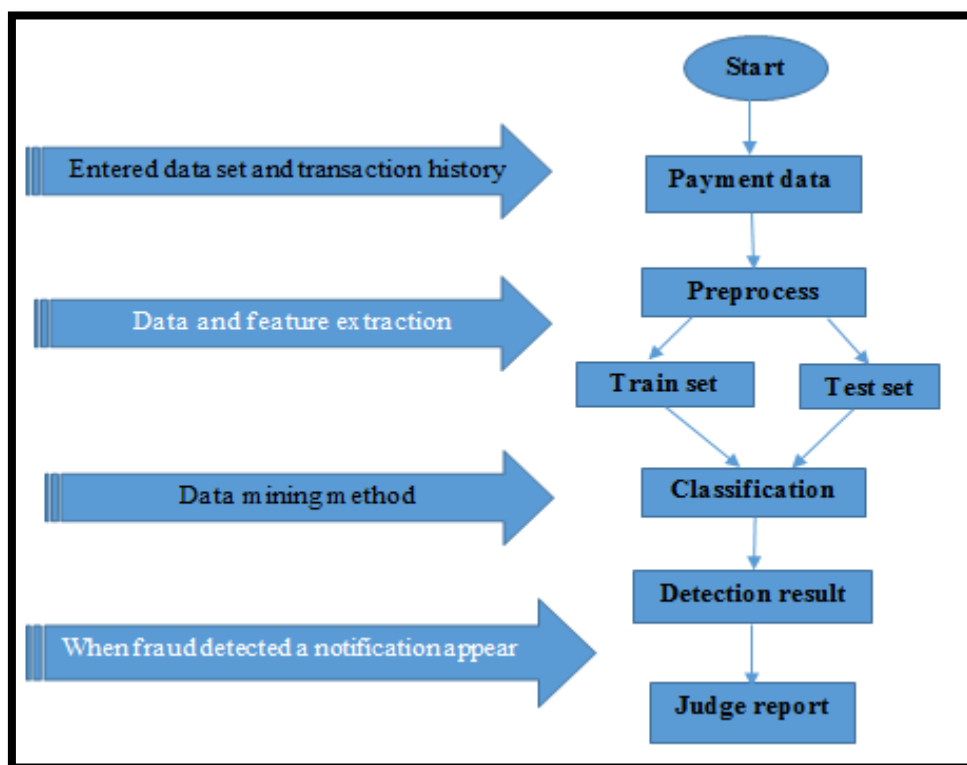 Start
Entered data set and transaction history
Payment data
Preprocess
Data and feature extraction
Train set
Test set
Data mining method
Classification
Detection result
When fraud detected a notification appear
Judge report